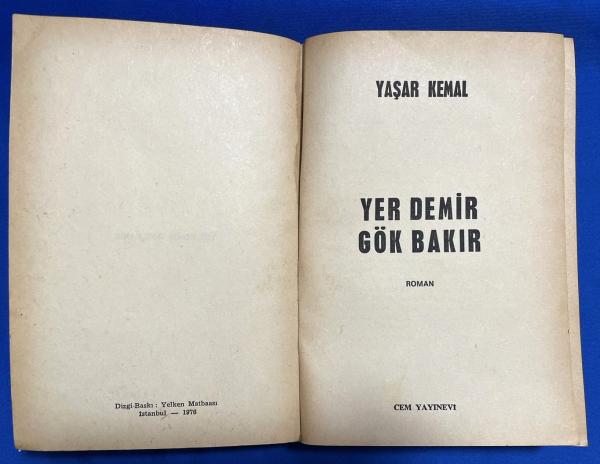 Dizgi-Baskı : Yelken Matbaası
İstanbul — 1976
YAŞAR KEMAL
YER DEMİR
GÖK BAKIR
ROMAN
CEM YAYINEVİ